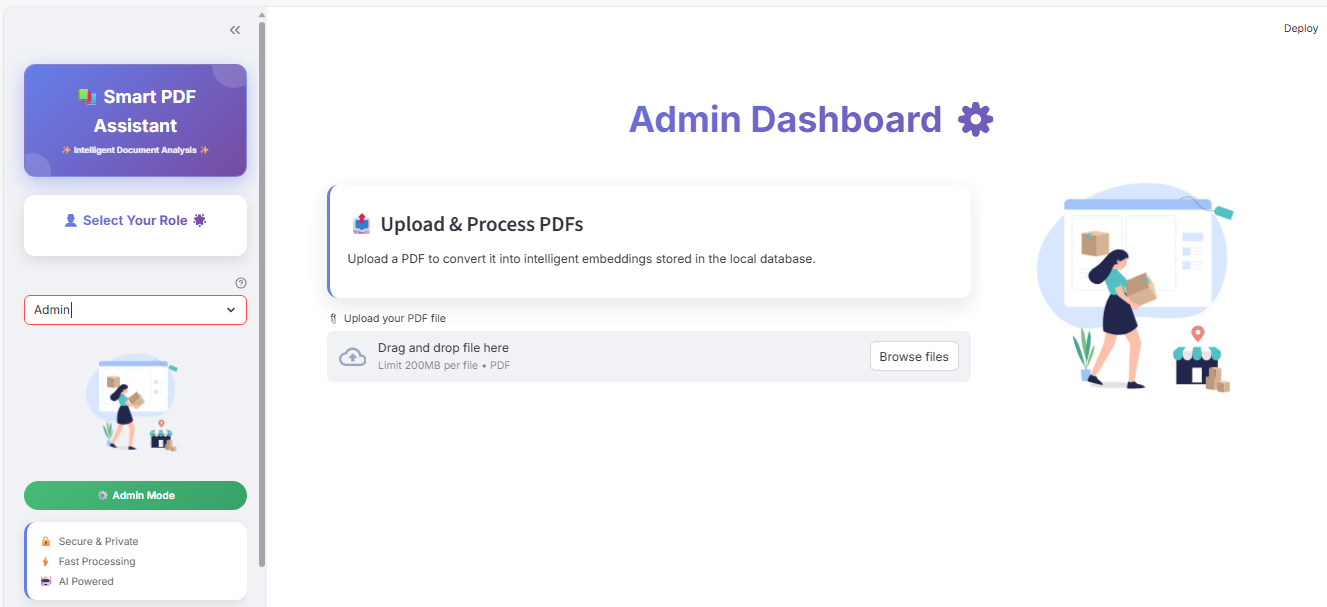 Smart PDF
Assistant
✨ Intelligent Document Analysis ✨
Select Your Role
Admin
Admin Mode
Secure & Private
Fast Processing
AI Powered
Deploy
Admin Dashboard
Upload & Process PDFs
Upload a PDF to convert it into intelligent embeddings stored in the local database.
Upload your PDF file
Drag and drop file here
Limit 200MB per file • PDF
Browse files